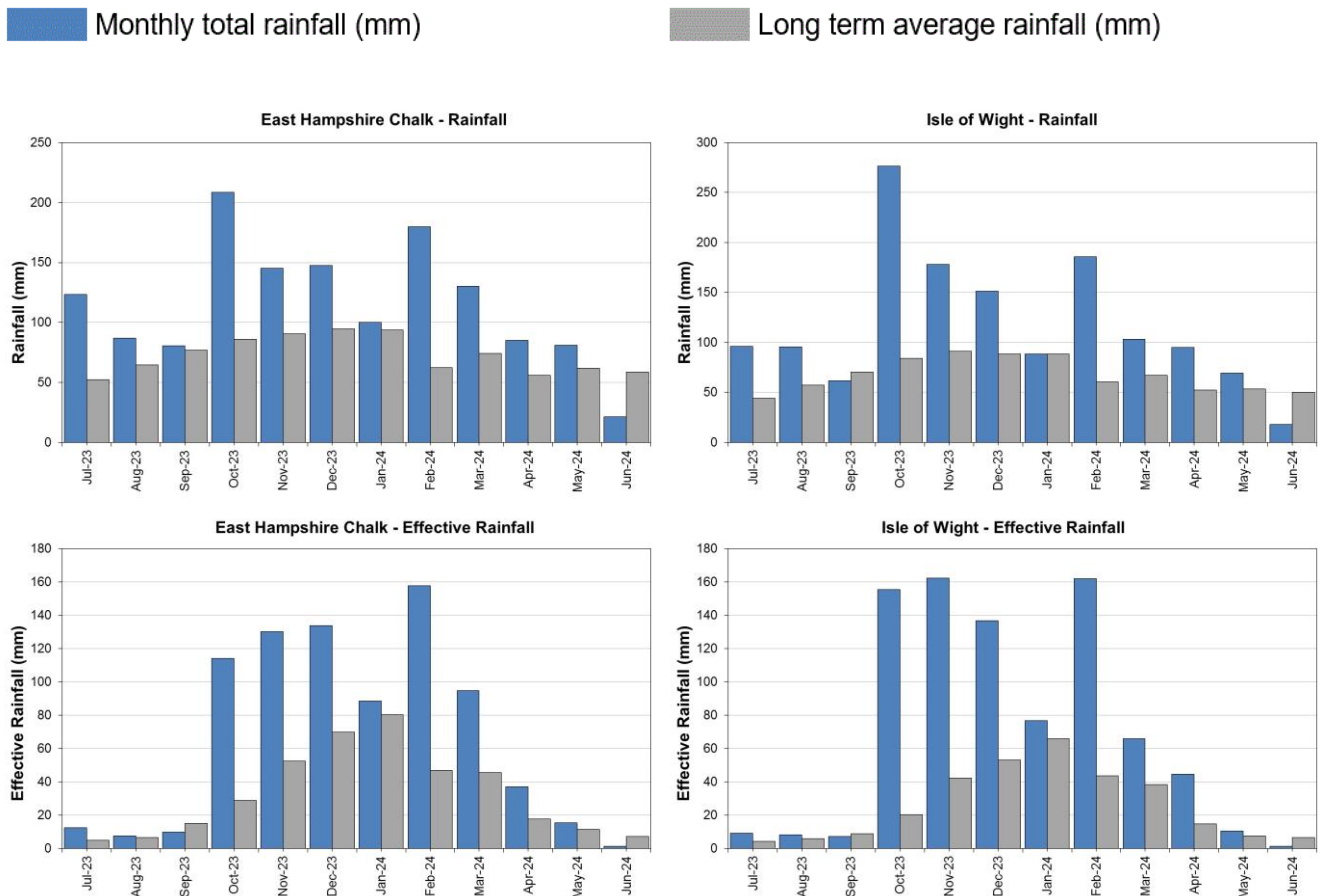 Monthly total rainfall (mm)
Long term average rainfall (mm)
East Hampshire Chalk - Rainfall
250
200
150
100
50
0
Rainfall (mm)
Jul-23
Aug-23
Sep-23
Oct-23
Nov-23
Dec-23
Jan-24
Feb-24
Mar-24
Apr-24
May-24
Jun-24
Isle of Wight - Rainfall
300
250
200
150
100
50
0
Rainfall (mm)
Jul-23
Aug-23
Sep-23
Oct-23
Nov-23
Dec-23
Jan-24
Feb-24
Mar-24
Apr-24
May-24
Jun-24
East Hampshire Chalk - Effective Rainfall
180
160
140
120
100
80
60
40
20
0
Effective Rainfall (mm)
Jul-23
Aug-23
Sep-23
Oct-23
Nov-23
Dec-23
Jan-24
Feb-24
Mar-24
Apr-24
May-24
Jun-24
Isle of Wight - Effective Rainfall
180
160
140
120
100
80
60
40
20
0
Effective Rainfall (mm)
Jul-23
Aug-23
Sep-23
Oct-23
Nov-23
Dec-23
Jan-24
Feb-24
Mar-24
Apr-24
May-24
Jun-24